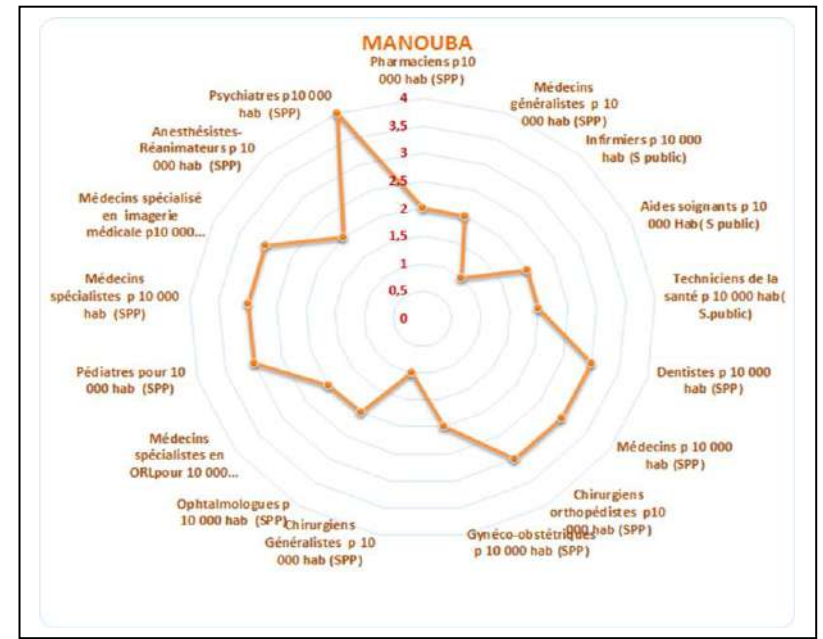 MANOUBA
Pharmaciens p10
000 hab (SPP)
Médecins
généralistes p 10
000 hab (SPP)
Infirmiers p 10 000
hab (S public)
Aides soignants p 10
000 Hab( S public)
Techniciens de la
santé p 10 000 hab(
S.public)
Dentistes p 10 000
hab (SPP)
Médecins p 10 000
hab (SPP)
Chirurgiens
orthopédistes p10
000 hab (SPP)
Gynéco-obstétriques
p 10 000 hab (SPP)
Chirurgiens
Généralistes p 10
000 hab (SPP)
Ophtalmologues p
10 000 hab (SPP)
Médecins
spécialistes en
ORLpour 10 000...
Pédiatres pour 10
000 hab (SPP)
Médecins
spécialistes p 10 000
hab (SPP)
Médecins spécialisé
en imagerie
médicale p10 000...
Anesthésistes-
Réanimateurs p 10
000 hab (SPP)
Psychiatres p10 000
hab (SPP)
4
3,5
3
2,5
2
1,5
1
0,5
0